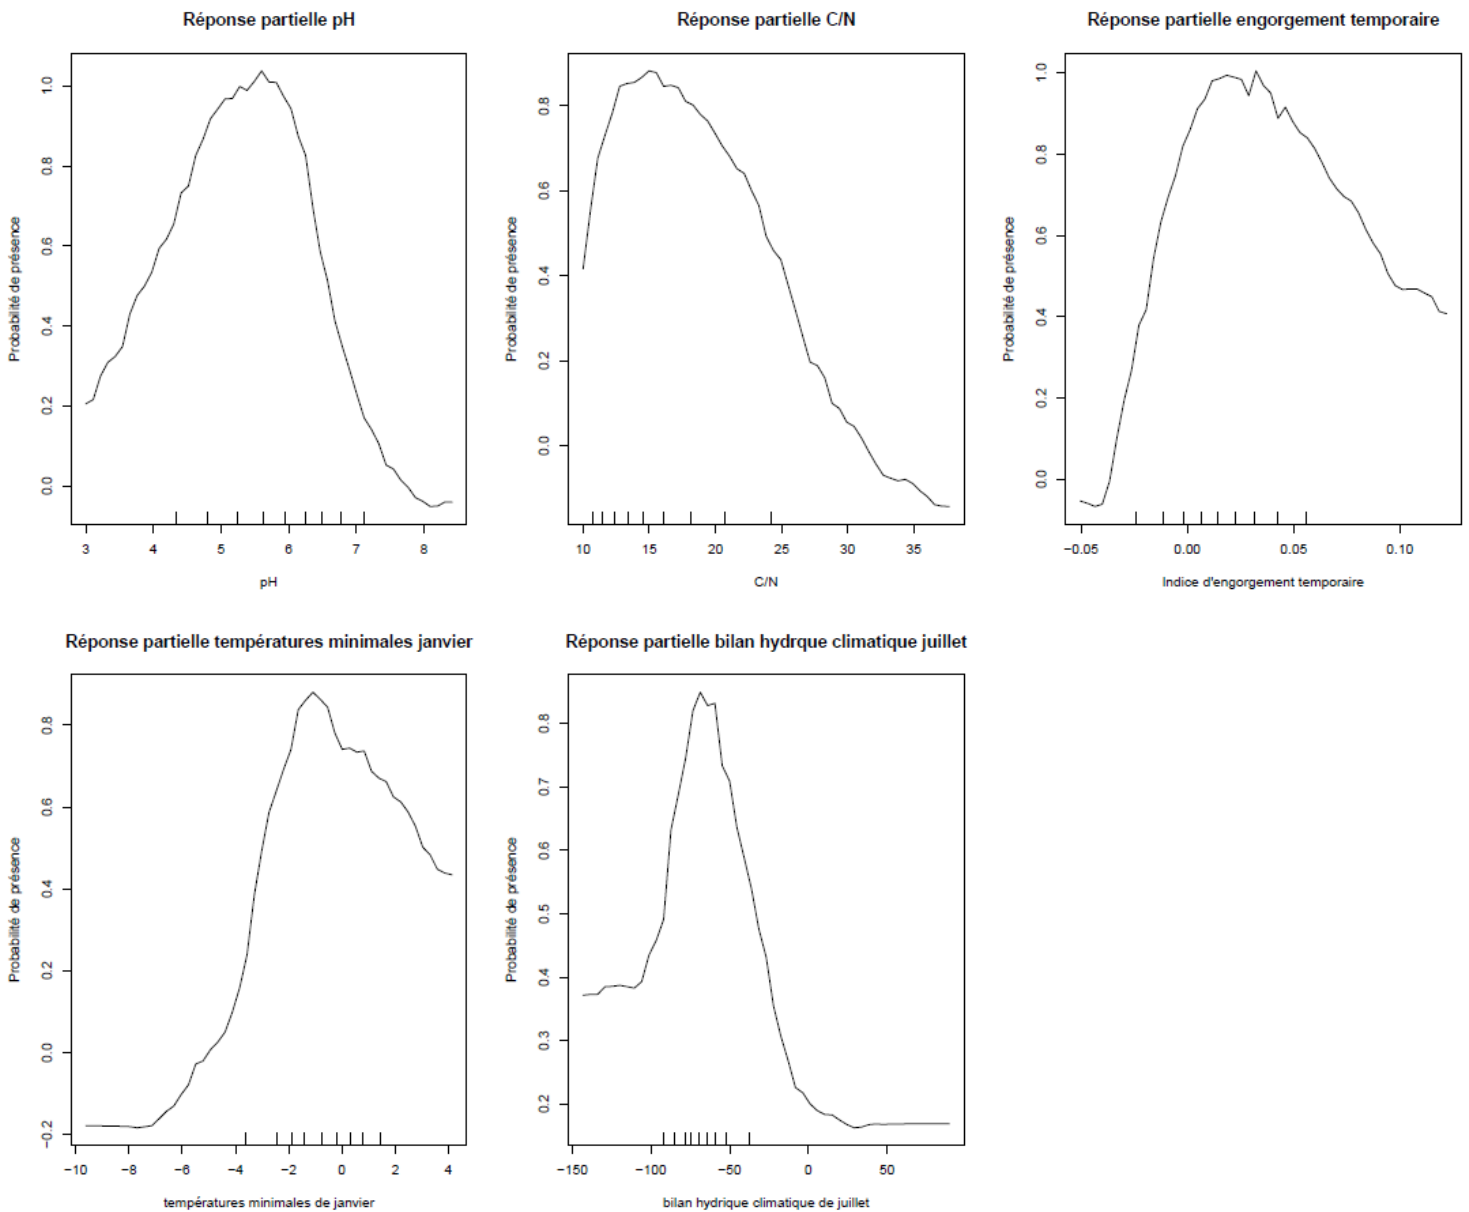 Réponse partielle pH
Probabilité de présence
0.0 0.2 0.4 0.6 0.8 1.0
3 4 5 6 7 8
pH
Réponse partielle C/N
Probabilité de présence
0.0 0.2 0.4 0.6 0.8
10 15 20 25 30 35
C/N
Réponse partielle engorgement temporaire
Probabilité de présence
0.0 0.2 0.4 0.6 0.8 1.0
−0.05 0.00 0.05 0.10
Indice d'engorgement temporaire
Réponse partielle températures minimales janvier
Probabilité de présence
−0.2 0.0 0.2 0.4 0.6 0.8
−10 −8 −6 −4 −2 0 2 4
températures minimales de janvier
Réponse partielle bilan hydrque climatique juillet
Probabilité de présence
0.2 0.3 0.4 0.5 0.6 0.7 0.8
−150 −100 −50 0 50
bilan hydrique climatique de juillet